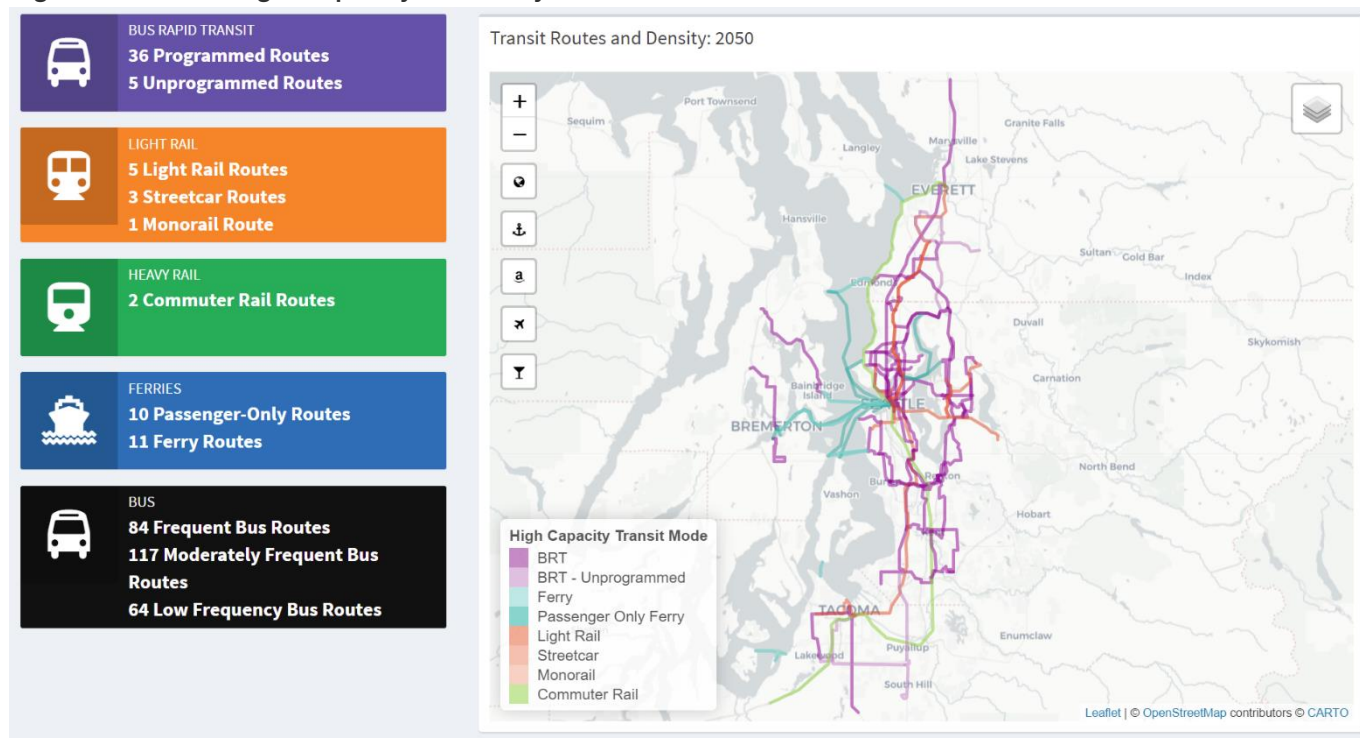 BUS RAPID TRANSIT
36 Programmed Routes
5 Unprogrammed Routes
LIGHT RAIL
5 Light Rail Routes
3 Streetcar Routes
1 Monorail Route
HEAVY RAIL
2 Commuter Rail Routes
FERRIES
10 Passenger-Only Routes
11 Ferry Routes
BUS
84 Frequent Bus Routes
117 Moderately Frequent Bus
Routes
64 Low Frequency Bus Routes
Transit Routes and Density: 2050
+
−
a
Port Townsend
Sequim
Granite Falls
Marysville
Langley
Lake Stevens
EVERETT
Hansville
Sultan
Gold Bar
Index
Edmonds
Duvall
Skykomish
Carnation
Bainbridge
Island
SEATTLE
BREMERTON
North Bend
Renton
Vashon
Hobart
TACOMA
Enumclaw
Puyallup
Lakewood
South Hill
High Capacity Transit Mode
BRT
BRT - Unprogrammed
Ferry
Passenger Only Ferry
Light Rail
Streetcar
Monorail
Commuter Rail
Leaflet | © OpenStreetMap contributors © CARTO